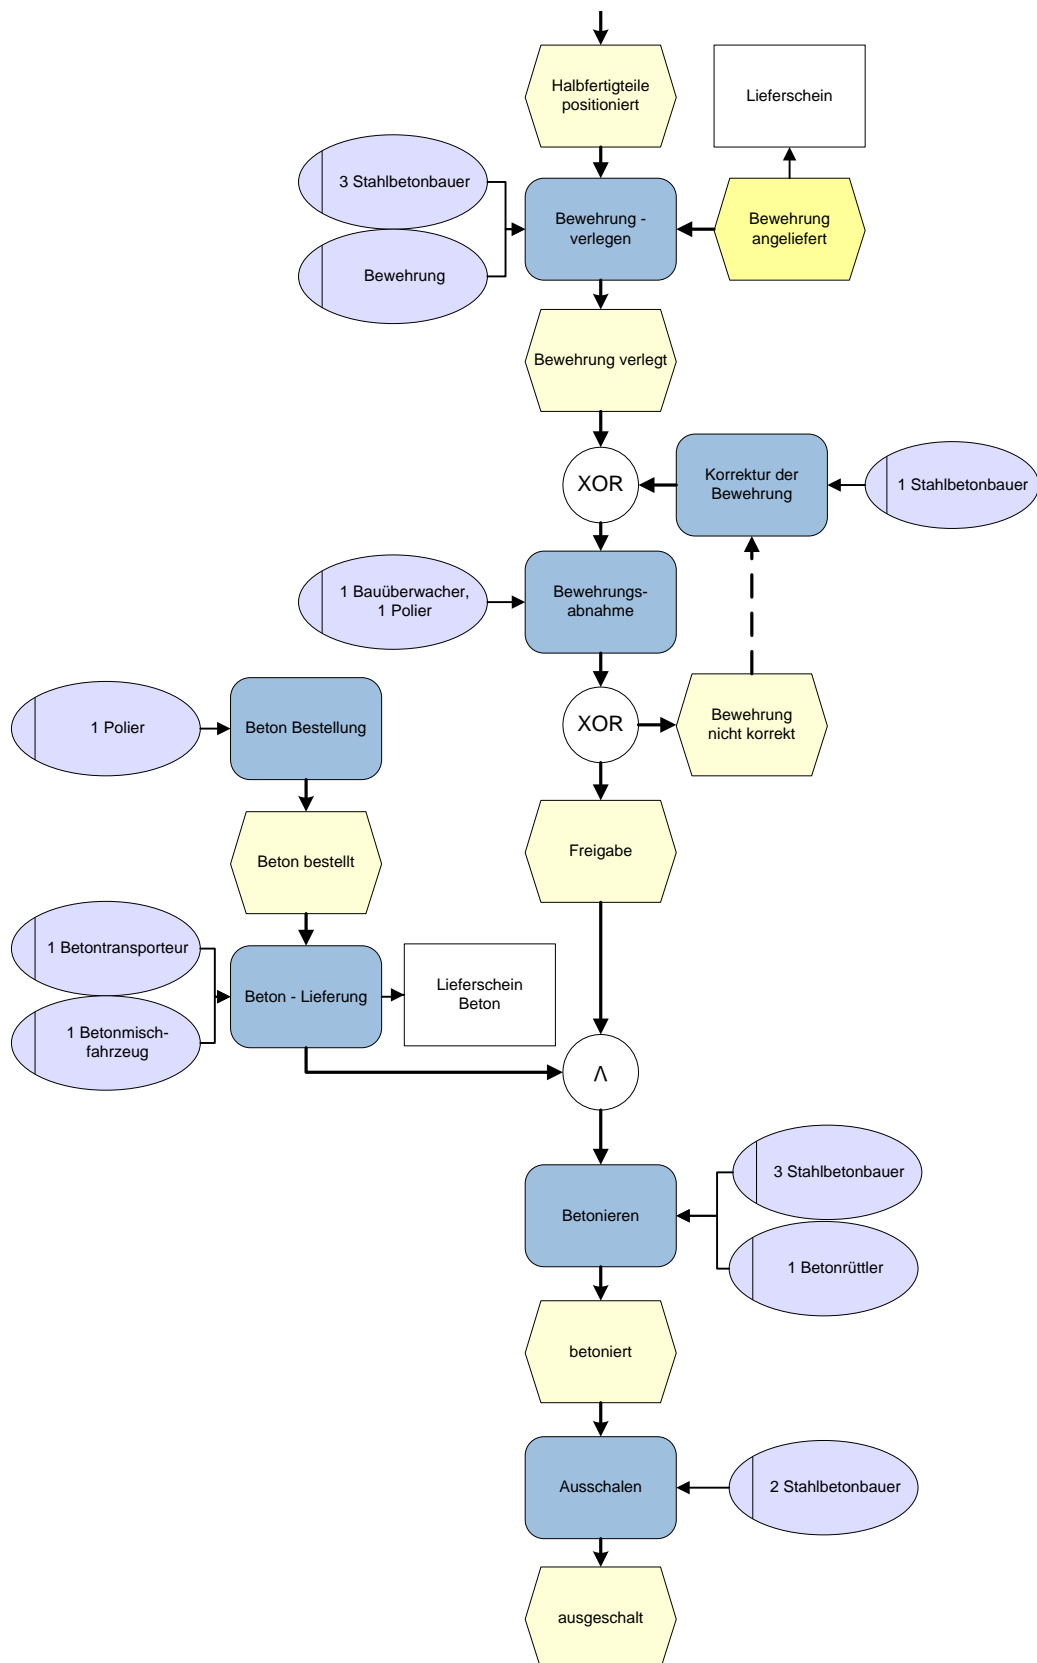 Halbfertigteile
positioniert
Lieferschein
3 Stahlbetonbauer
Bewehrung -
verlegen
Bewehrung
angeliefert
Bewehrung
Bewehrung verlegt
XOR
Korrektur der
Bewehrung
1 Stahlbetonbauer
1 Bauüberwacher,
1 Polier
Bewehrungs-
abnahme
1 Polier
Beton Bestellung
XOR
Bewehrung
nicht korrekt
Beton bestellt
Freigabe
1 Betontransporteur
1 Betonmisch-
fahrzeug
Beton - Lieferung
Lieferschein
Beton
Λ
3 Stahlbetonbauer
Betonieren
1 Betonrüttler
betoniert
Ausschalen
2 Stahlbetonbauer
ausgeschalt